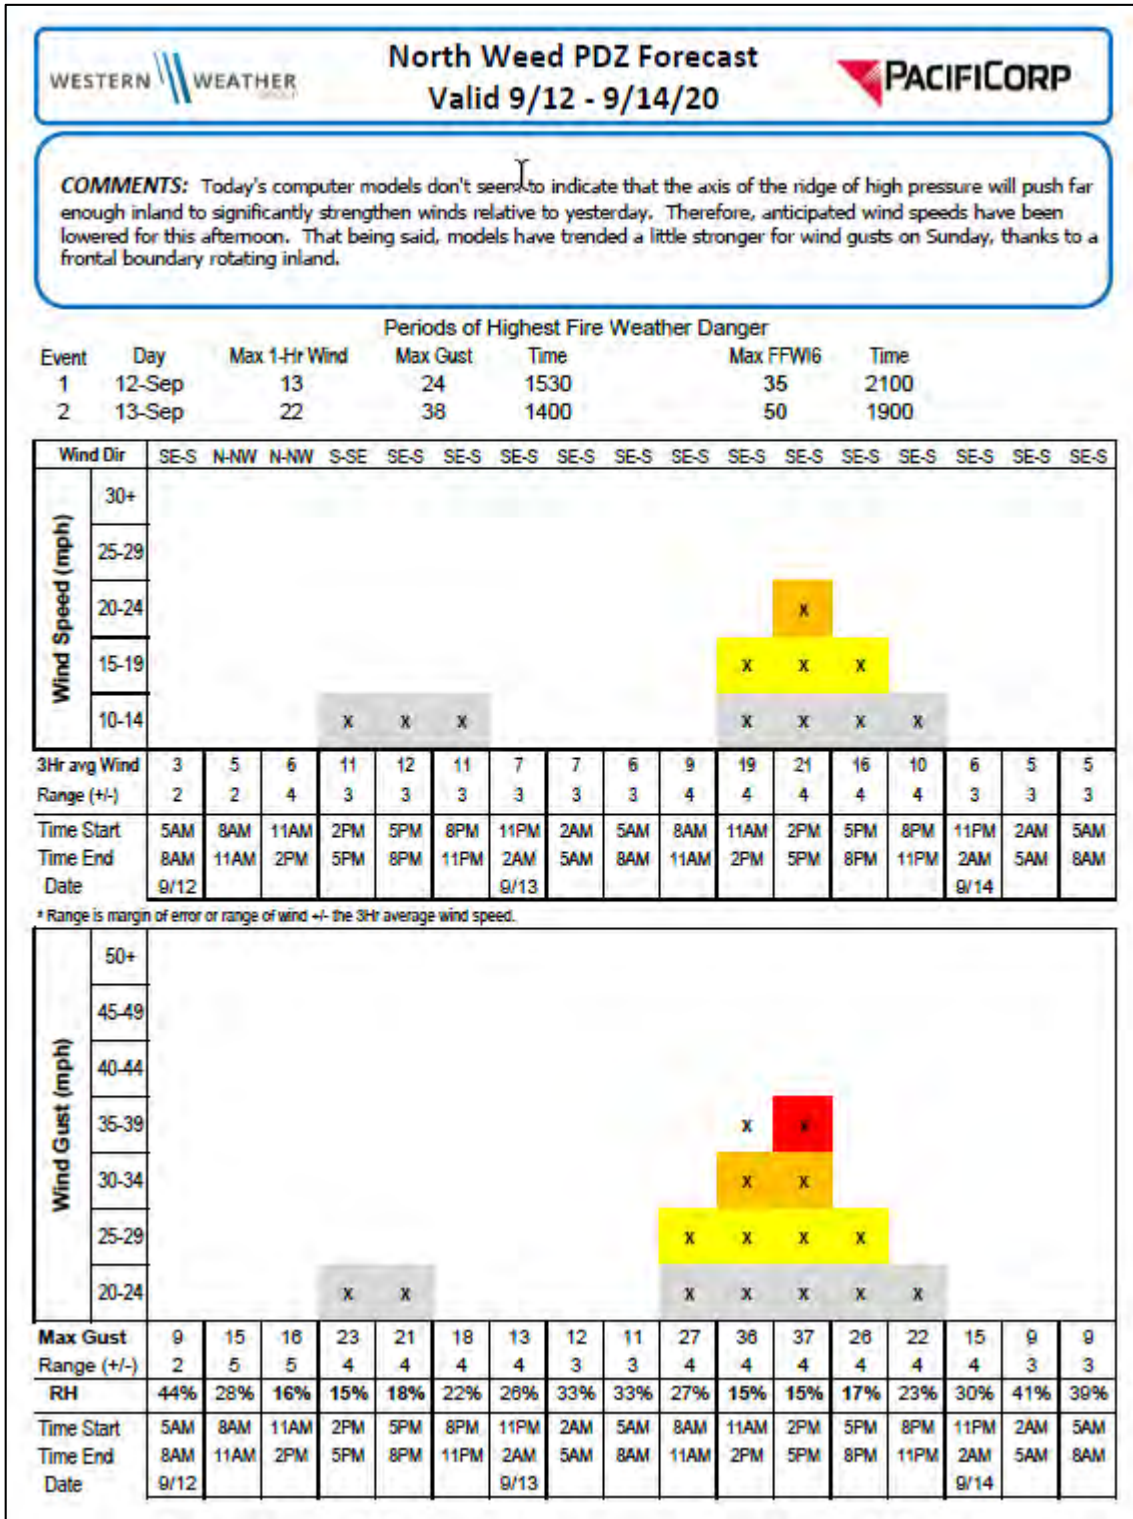 WESTERN WEATHER
GROUP
North Weed PDZ Forecast
Valid 9/12 - 9/14/20
PACIFICORP
COMMENTS: Today's computer models don't seem to indicate that the axis of the ridge of high pressure will push far
enough inland to significantly strengthen winds relative to yesterday. Therefore, anticipated wind speeds have been
lowered for this afternoon. That being said, models have trended a little stronger for wind gusts on Sunday, thanks to a
frontal boundary rotating inland.
Periods of Highest Fire Weather Danger
Event Day Max 1-Hr Wind Max Gust Time Max FFWI6 Time
1 12-Sep 13 24 1530 35 2100
2 13-Sep 22 38 1400 50 1900
Wind Dir SE-S N-NW N-NW S-SE SE-S SE-S SE-S SE-S SE-S SE-S SE-S SE-S SE-S SE-S SE-S SE-S SE-S
Wind Speed (mph)
30+
25-29
20-24 x
15-19 x x x
10-14 x x x x x x x
3Hr avg Wind 3 5 6 11 12 11 7 7 6 9 19 21 16 10 6 5 5
Range (+/-) 2 2 4 3 3 3 3 3 3 4 4 4 4 4 3 3 3
Time Start 5AM 8AM 11AM 2PM 5PM 8PM 11PM 2AM 5AM 8AM 11AM 2PM 5PM 8PM 11PM 2AM 5AM
Time End 8AM 11AM 2PM 5PM 8PM 11PM 2AM 5AM 8AM 11AM 2PM 5PM 8PM 11PM 2AM 5AM 8AM
Date 9/12 9/13 9/14
* Range is margin of error or range of wind +/- the 3Hr average wind speed.
Wind Gust (mph)
50+
45-49
40-44
35-39 x x
30-34 x x
25-29 x x x x
20-24 x x x x x x x
Max Gust 9 15 16 23 21 18 13 12 11 27 36 37 26 22 15 9 9
Range (+/-) 2 5 5 4 4 4 4 3 3 4 4 4 4 4 4 3 3
RH 44% 28% 16% 15% 18% 22% 26% 33% 33% 27% 15% 15% 17% 23% 30% 41% 39%
Time Start 5AM 8AM 11AM 2PM 5PM 8PM 11PM 2AM 5AM 8AM 11AM 2PM 5PM 8PM 11PM 2AM 5AM
Time End 8AM 11AM 2PM 5PM 8PM 11PM 2AM 5AM 8AM 11AM 2PM 5PM 8PM 11PM 2AM 5AM 8AM
Date 9/12 9/13 9/14